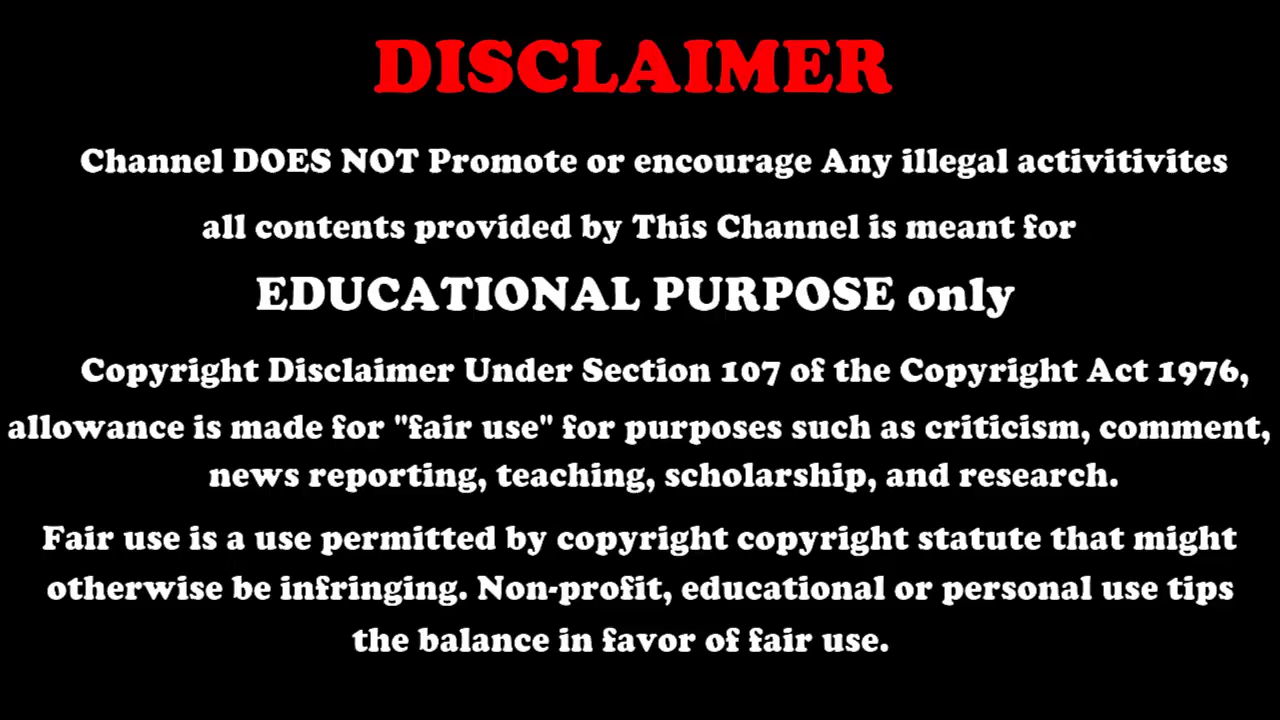 DISCLAIMER
Channel DOES NOT Promote or encourage Any illegal activitivites
all contents provided by This Channel is meant for
EDUCATIONAL PURPOSE only
Copyright Disclaimer Under Section 107 of the Copyright Act 1976,
allowance is made for "fair use" for purposes such as criticism, comment,
news reporting, teaching, scholarship, and research.
Fair use is a use permitted by copyright copyright statute that might
otherwise be infringing. Non-profit, educational or personal use tips
the balance in favor of fair use.